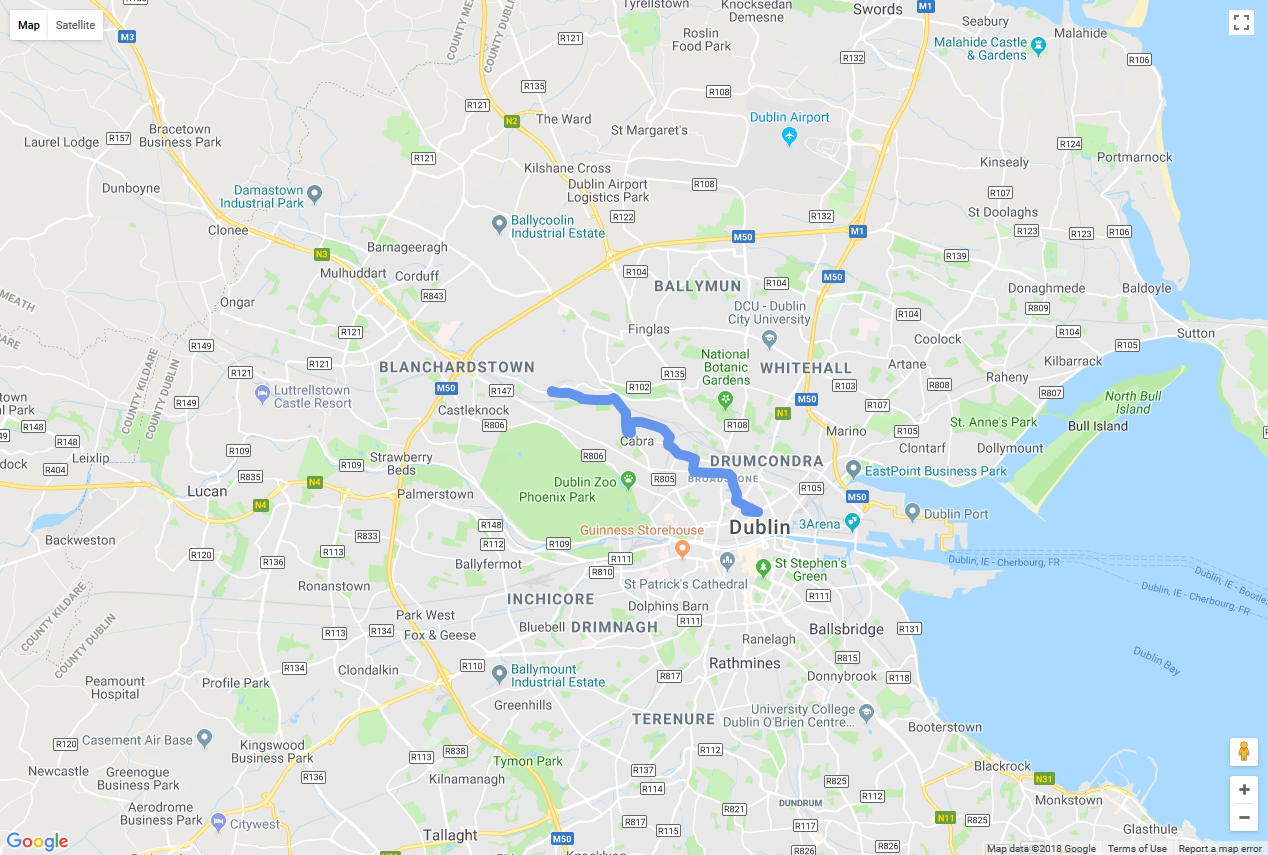 Map
Satellite
M3
COUNTY MEATH
COUNTY DUBLIN
Tyrrellstown
Knocksedan
Demesne
Swords
M1
Seabury
Malahide
Roslin
Food Park
R121
R132
Malahide Castle
& Gardens
R106
R135
R108
R121
N2
The Ward
St Margaret's
Dublin Airport
Bracetown
Business Park
Laurel Lodge
R157
R121
Kilshane Cross
R124
Portmarnock
Kinsealy
Dunboyne
Damastown
Industrial Park
Dublin Airport
Logistics Park
R108
R107
St Doolaghs
Clonee
Ballycoolin
Industrial Estate
R122
R132
M1
R123
R123
R106
M50
Barnageeragh
N3
R139
Mulhuddart
Corduff
R104
M50
BALLYMUN
R104
Donaghmede
Baldoyle
MEATH
Ongar
R843
DCU - Dublin
City University
R809
R104
R121
Finglas
R104
Sutton
R149
Coolock
R105
COUNTY KILDARE
COUNTY DUBLIN
R121
R121
BLANCHARDSTOWN
National
Botanic
Gardens
WHITEHALL
Artane
Kilbarrack
R135
Raheny
M50
R147
R102
R103
R808
R807
Luttrellstown
Castle Resort
R149
Castleknock
M50
R107
North Bull
Island
N1
R806
R108
Marino
R105
St. Anne's Park
Bull Island
R148
R148
Cabra
Clontarf
Dollymount
R404
Leixlip
R109
Strawberry
Beds
R806
DRUMCONDRA
R835
N4
Dublin Zoo
R805
BROADSTONE
EastPoint Business Park
Lucan
N4
Palmerstown
Phoenix Park
R105
M50
Dublin Port
R148
Guinness Storehouse
Dublin
3Arena
Backweston
R833
R112
R109
R120
R113
R136
Ballyfermot
R111
R810
St Patrick's Cathedral
St Stephen's
Green
Dublin, IE - Cherbourg, FR
Dublin, IE - Bootle,
Dublin, IE - Cherbourg, FR
Ronanstown
INCHICORE
Dolphins Barn
R111
COUNTY KILDARE
COUNTY DUBLIN
Park West
Fox & Geese
R113
R134
Bluebell
DRIMNAGH
R111
Ballsbridge
R131
Ranelagh
Dublin Bay
R134
Clondalkin
R110
Rathmines
R815
Peamount
Hospital
Profile Park
Ballymount
Industrial Estate
R817
Donnybrook
R118
Greenhills
TERENURE
University College
Dublin O'Brien Centre...
Booterstown
R120
Casement Air Base
Kingswood
Business Park
R113
R838
R112
Newcastle
Greenogue
Business Park
R136
Tymon Park
Kilnamanagh
R137
R114
R825
Blackrock
N31
Aerodrome
Business Park
DUNDRUM
R112
Monkstown
Citywest
R821
N11
R825
Tallaght
M50
R817
R115
R117
R826
R826
Glasthule
Google
Map data ©2018 Google
Terms of Use
Report a map error